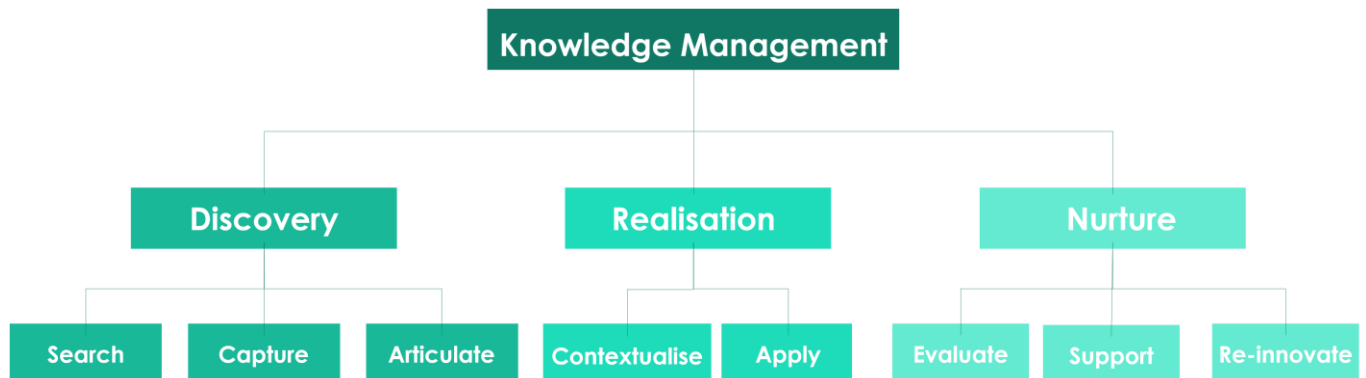 Knowledge Management
Discovery
Realisation
Nurture
Search
Capture
Articulate
Contextualise
Apply
Evaluate
Support
Re-innovate